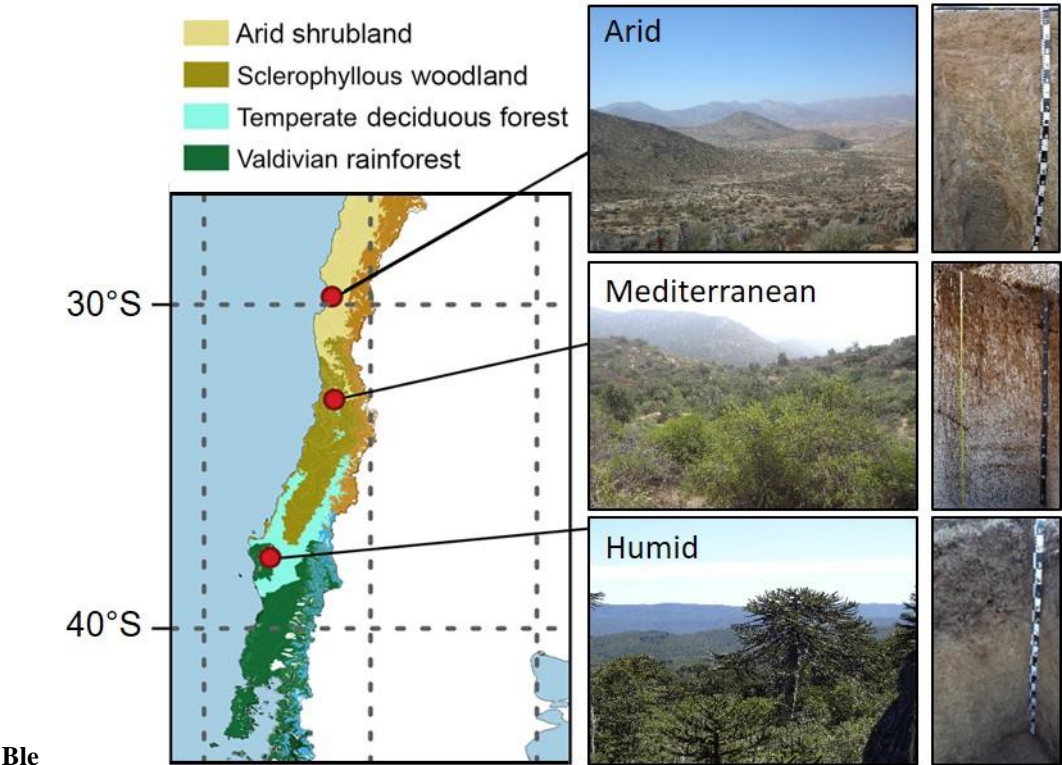 Arid shrubland
Sclerophyllous woodland
Temperate deciduous forest
Valdivian rainforest
30°S
40°S
Arid
Mediterranean
Humid
Ble